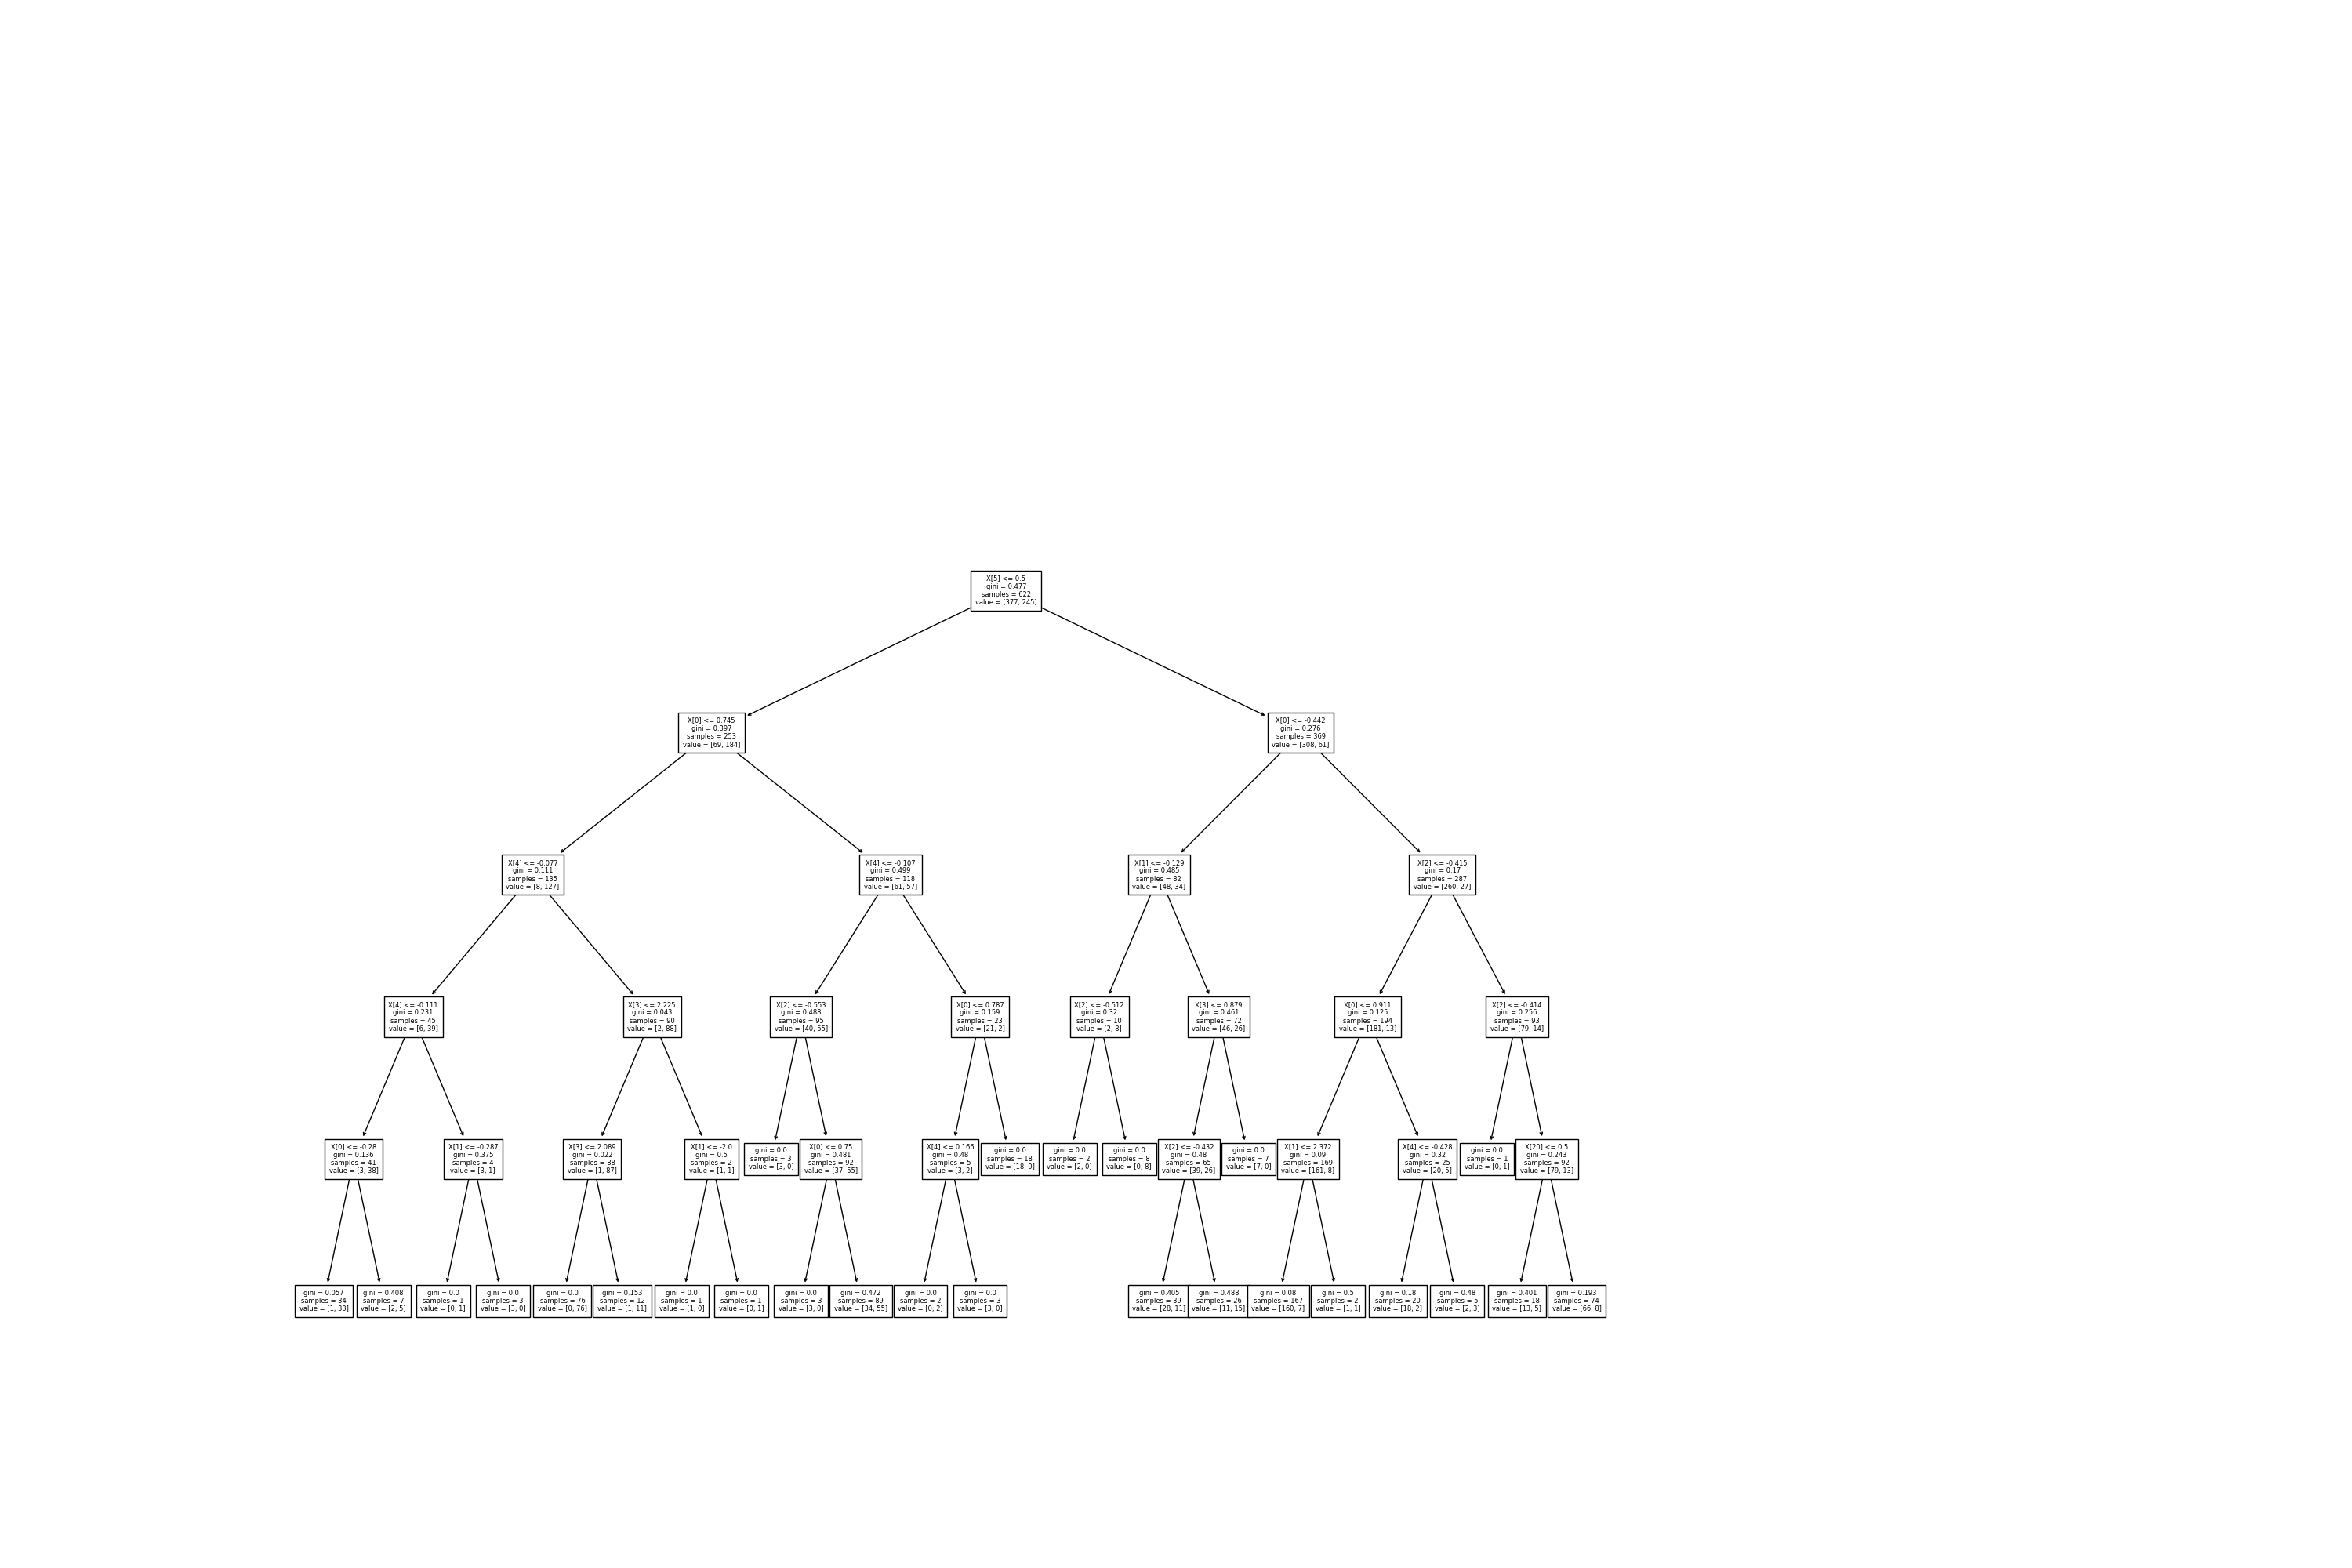 X[5] <= 0.5
gini = 0.477
samples = 622
value = [377, 245]
X[0] <= 0.745
gini = 0.397
samples = 253
value = [69, 184]
X[0] <= -0.442
gini = 0.276
samples = 369
value = [308, 61]
X[4] <= -0.077
gini = 0.111
samples = 135
value = [8, 127]
X[4] <= -0.107
gini = 0.499
samples = 118
value = [61, 57]
X[1] <= -0.129
gini = 0.485
samples = 82
value = [48, 34]
X[2] <= -0.415
gini = 0.17
samples = 287
value = [260, 27]
X[4] <= -0.111
gini = 0.231
samples = 45
value = [6, 39]
X[3] <= 2.225
gini = 0.043
samples = 90
value = [2, 88]
X[2] <= -0.553
gini = 0.488
samples = 95
value = [40, 55]
X[0] <= 0.787
gini = 0.159
samples = 23
value = [21, 2]
X[2] <= -0.512
gini = 0.32
samples = 10
value = [2, 8]
X[3] <= 0.879
gini = 0.461
samples = 72
value = [46, 26]
X[0] <= 0.911
gini = 0.125
samples = 194
value = [181, 13]
X[2] <= -0.414
gini = 0.256
samples = 93
value = [79, 14]
X[0] <= -0.28
gini = 0.136
samples = 41
value = [3, 38]
X[1] <= -0.287
gini = 0.375
samples = 4
value = [3, 1]
X[3] <= 2.089
gini = 0.022
samples = 88
value = [1, 87]
X[1] <= -2.0
gini = 0.5
samples = 2
value = [1, 1]
gini = 0.0
samples = 3
value = [3, 0]
X[0] <= 0.75
gini = 0.481
samples = 92
value = [37, 55]
X[4] <= 0.166
gini = 0.48
samples = 5
value = [3, 2]
gini = 0.0
samples = 18
value = [18, 0]
gini = 0.0
samples = 2
value = [2, 0]
gini = 0.0
samples = 8
value = [0, 8]
X[2] <= -0.432
gini = 0.48
samples = 65
value = [39, 26]
gini = 0.0
samples = 7
value = [7, 0]
X[1] <= 2.372
gini = 0.09
samples = 169
value = [161, 8]
X[4] <= -0.428
gini = 0.32
samples = 25
value = [20, 5]
gini = 0.0
samples = 1
value = [0, 1]
X[20] <= 0.5
gini = 0.243
samples = 92
value = [79, 13]
gini = 0.057
samples = 34
value = [1, 33]
gini = 0.408
samples = 7
value = [2, 5]
gini = 0.0
samples = 1
value = [0, 1]
gini = 0.0
samples = 3
value = [3, 0]
gini = 0.0
samples = 76
value = [0, 76]
gini = 0.153
samples = 12
value = [1, 11]
gini = 0.0
samples = 1
value = [1, 0]
gini = 0.0
samples = 1
value = [0, 1]
gini = 0.0
samples = 3
value = [3, 0]
gini = 0.472
samples = 89
value = [34, 55]
gini = 0.0
samples = 2
value = [0, 2]
gini = 0.0
samples = 3
value = [3, 0]
gini = 0.405
samples = 39
value = [28, 11]
gini = 0.488
samples = 26
value = [11, 15]
gini = 0.08
samples = 167
value = [160, 7]
gini = 0.5
samples = 2
value = [1, 1]
gini = 0.18
samples = 20
value = [18, 2]
gini = 0.48
samples = 5
value = [2, 3]
gini = 0.401
samples = 18
value = [13, 5]
gini = 0.193
samples = 74
value = [66, 8]